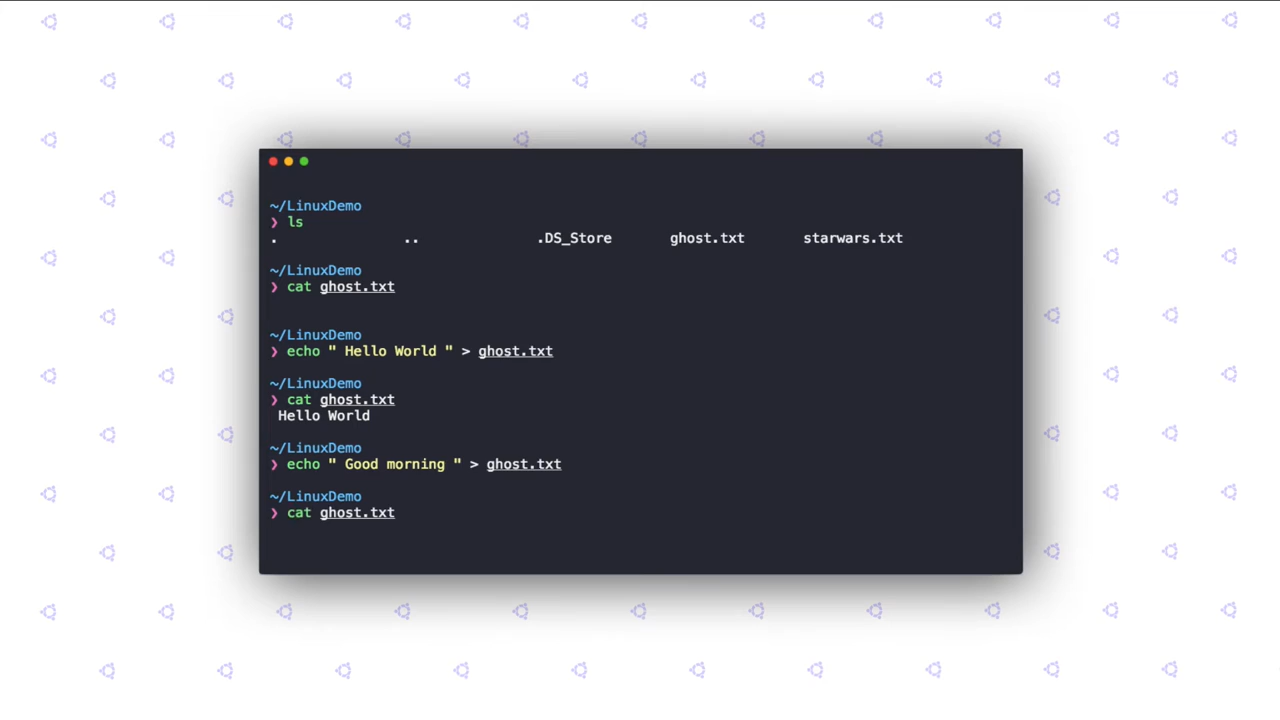 ~/LinuxDemo
❯ ls
. .. .DS_Store ghost.txt starwars.txt
~/LinuxDemo
❯ cat ghost.txt
~/LinuxDemo
❯ echo " Hello World " > ghost.txt
~/LinuxDemo
❯ cat ghost.txt
Hello World
~/LinuxDemo
❯ echo " Good morning " > ghost.txt
~/LinuxDemo
❯ cat ghost.txt